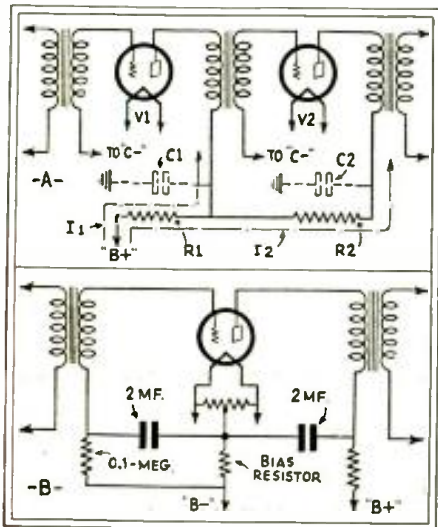 V1
V2
TO "C-"
C1
TO "C-"
C2
-A-
I1
"B+"
R1
I2
R2
2 MF.
2 MF.
-B-
0.1-MEG.
BIAS
RESISTOR
"B-"
"B+"